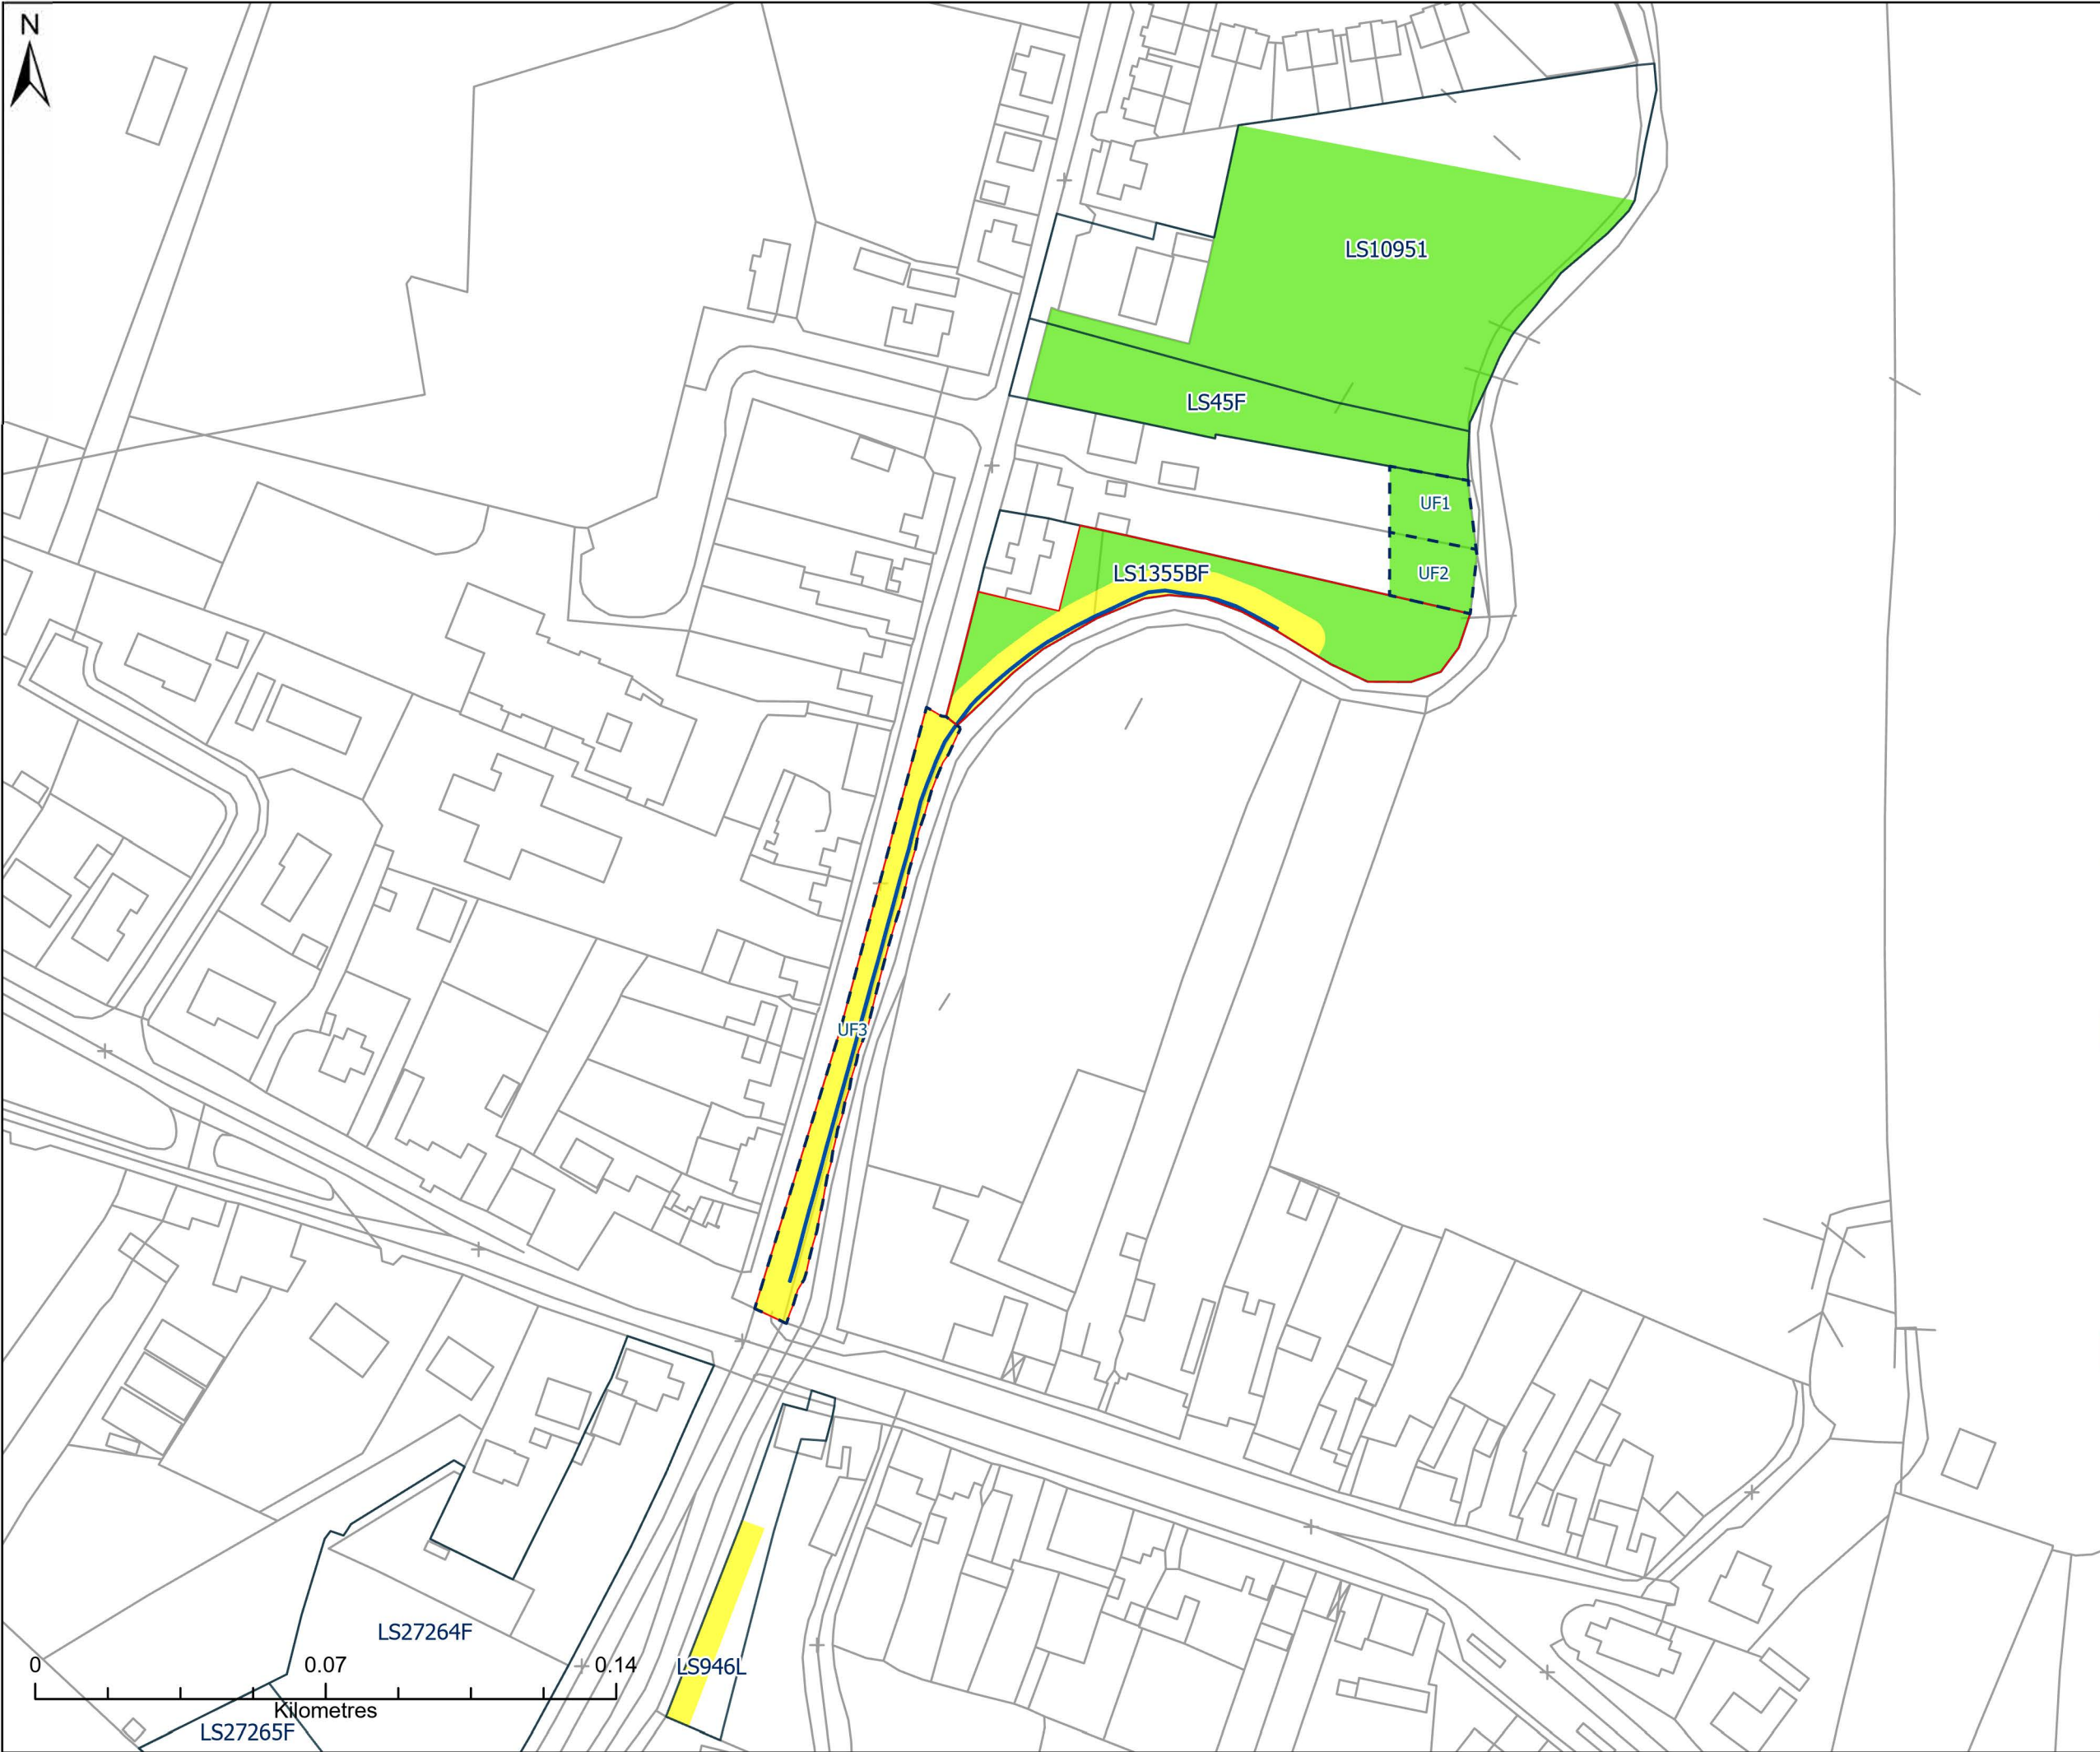 N
LS10951
LS45F
UF1
UF2
LS1355BF
UF3
LS27264F
0 0.07 0.14
LS946L
Kilometres
LS27265F